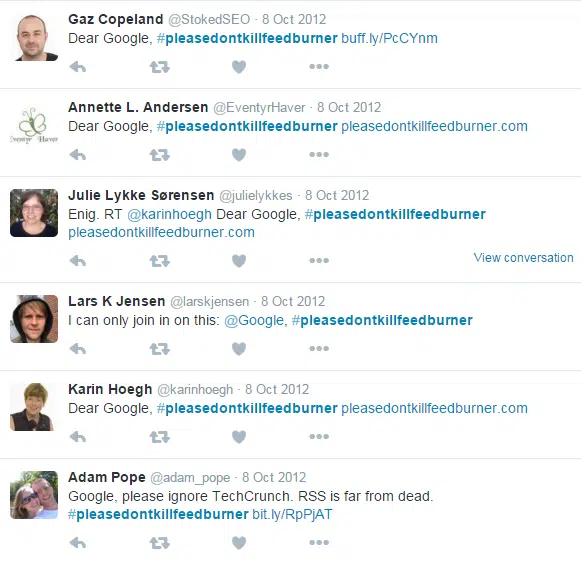 Gaz Copeland @StokedSEO · 8 Oct 2012
Dear Google, #pleasedontkillfeedburner buff.ly/PcCYnm
Annette L. Andersen @EventyrHaver · 8 Oct 2012
Dear Google, #pleasedontkillfeedburner pleasedontkillfeedburner.com
Julie Lykke Sørensen @julielykkes · 8 Oct 2012
Enig. RT @karinhoegh Dear Google, #pleasedontkillfeedburner
pleasedontkillfeedburner.com
View conversation
Lars K Jensen @larskjensen · 8 Oct 2012
I can only join in on this: @Google, #pleasedontkillfeedburner
Karin Hoegh @karinhoegh · 8 Oct 2012
Dear Google, #pleasedontkillfeedburner pleasedontkillfeedburner.com
Adam Pope @adam_pope · 8 Oct 2012
Google, please ignore TechCrunch. RSS is far from dead.
#pleasedontkillfeedburner bit.ly/RpPjAT